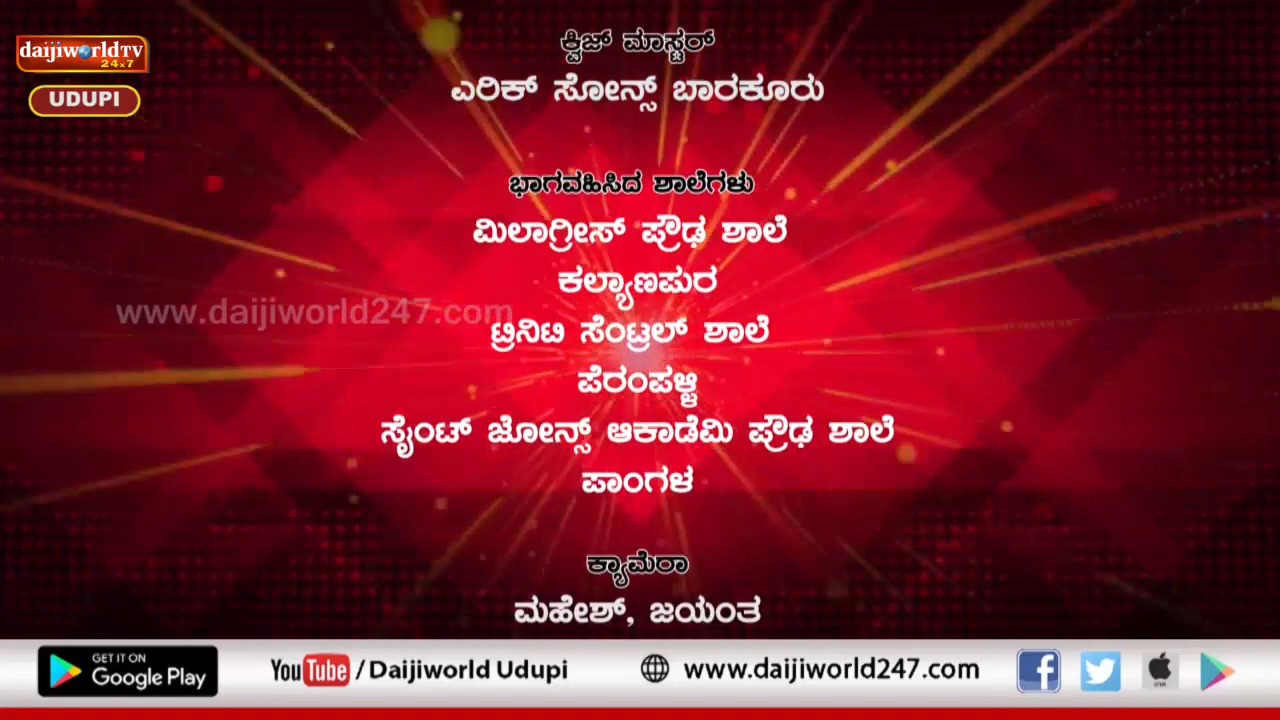 daijiworldTV
24x7
UDUPI
ಕ್ವಿಜ್ ಮಾಸ್ಟರ್
ಎರಿಕ್ ಸೋನ್ಸ್ ಬಾರಕೂರು
ಭಾಗವಹಿಸಿದ ಶಾಲೆಗಳು
ಮಿಲಾಗ್ರೀಸ್ ಪ್ರೌಢ ಶಾಲೆ
ಕಲ್ಯಾಣಪುರ
www.daijiworld247.com
ಟ್ರಿನಿಟಿ ಸೆಂಟ್ರಲ್ ಶಾಲೆ
ಪೆರಂಪಳ್ಳಿ
ಸೈಂಟ್ ಜೋನ್ಸ್ ಆಕಾಡೆಮಿ ಪ್ರೌಢ ಶಾಲೆ
ಪಾಂಗಳ
ಕ್ಯಾಮೆರಾ
ಮಹೇಶ್, ಜಯಂತ
GET IT ON
Google Play
YouTube /Daijiworld Udupi
www.daijiworld247.com